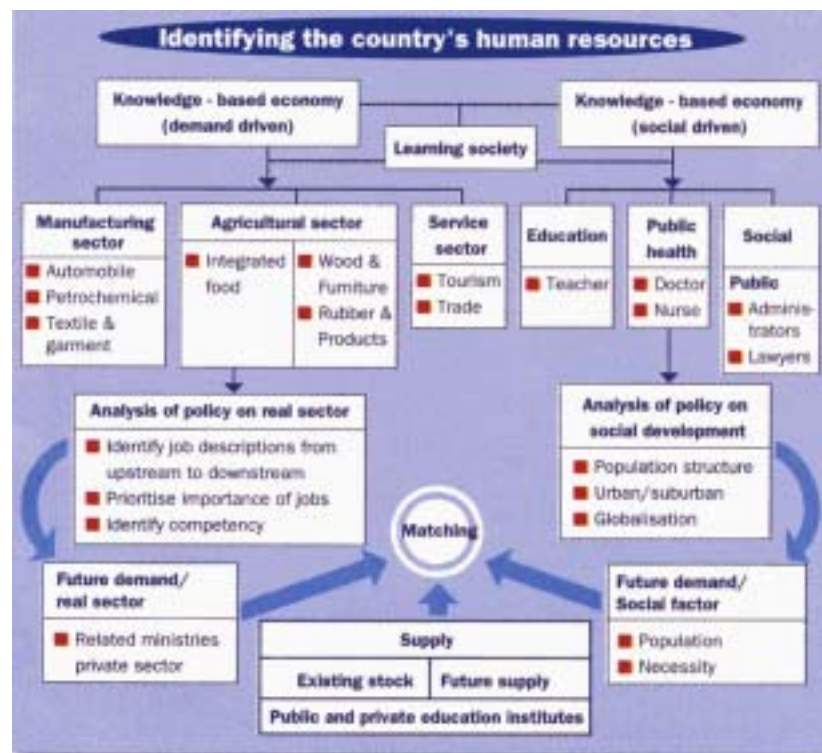 Identifying the country's human resources
Knowledge - based economy
(demand driven)
Knowledge - based economy
(social driven)
Learning society
Manufacturing
sector
Automobile
Petrochemical
Textile &
garment
Agricultural sector
Integrated
food
Wood &
Furniture
Rubber &
Products
Service
sector
Tourism
Trade
Education
Teacher
Public
health
Doctor
Nurse
Social
Public
Adminis-
trators
Lawyers
Analysis of policy on real sector
Identify job descriptions from
upstream to downstream
Prioritise importance of jobs
Identify competency
Analysis of policy on
social development
Population structure
Urban/suburban
Globalisation
Matching
Future demand/
real sector
Related ministries
private sector
Future demand/
Social factor
Population
Necessity
Supply
Existing stock
Future supply
Public and private education institutes